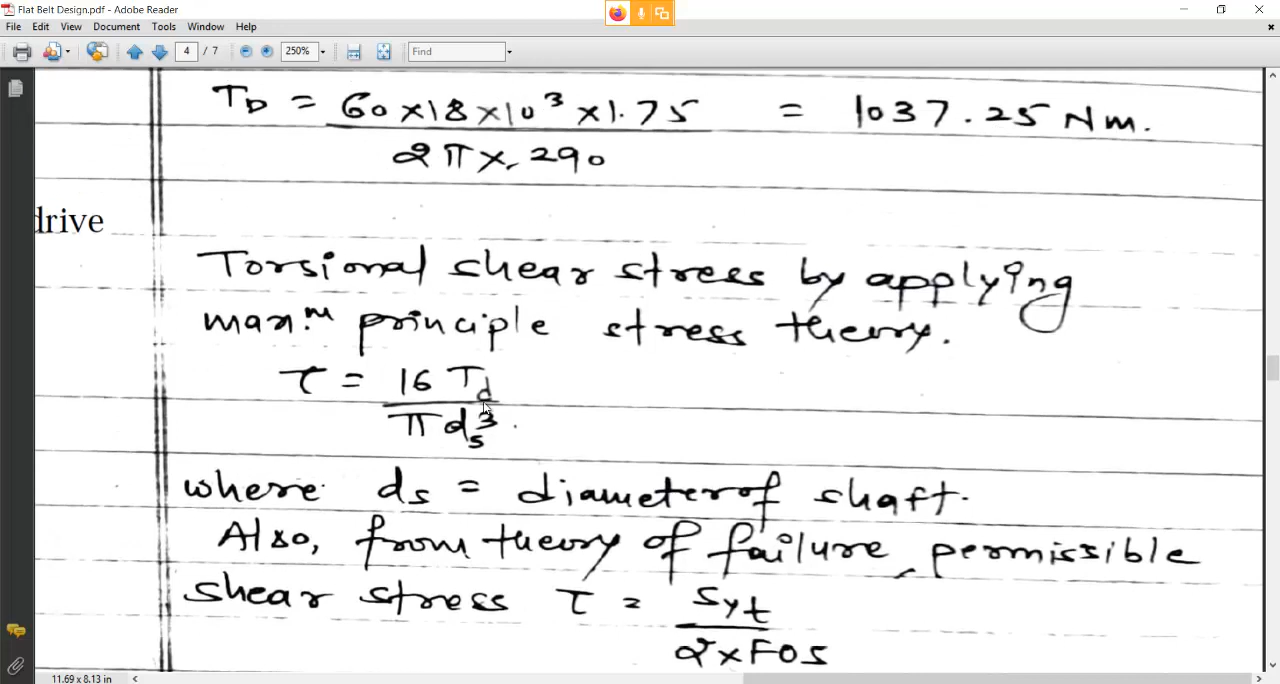 Flat Belt Design.pdf - Adobe Reader
File Edit View Document Tools Window Help
4 / 7 250% Find
TD = 60×18×10³×1.75 = 1037.25 Nm.
2π×290
drive
Torsional shear stress by applying
max.ᵐ principle stress theory.
τ = 16 Td
π ds³.
where ds = diameter of shaft.
Also, from theory of failure, permissible
shear stress τ = Syt
2×FOS
11.69 x 8.13 in